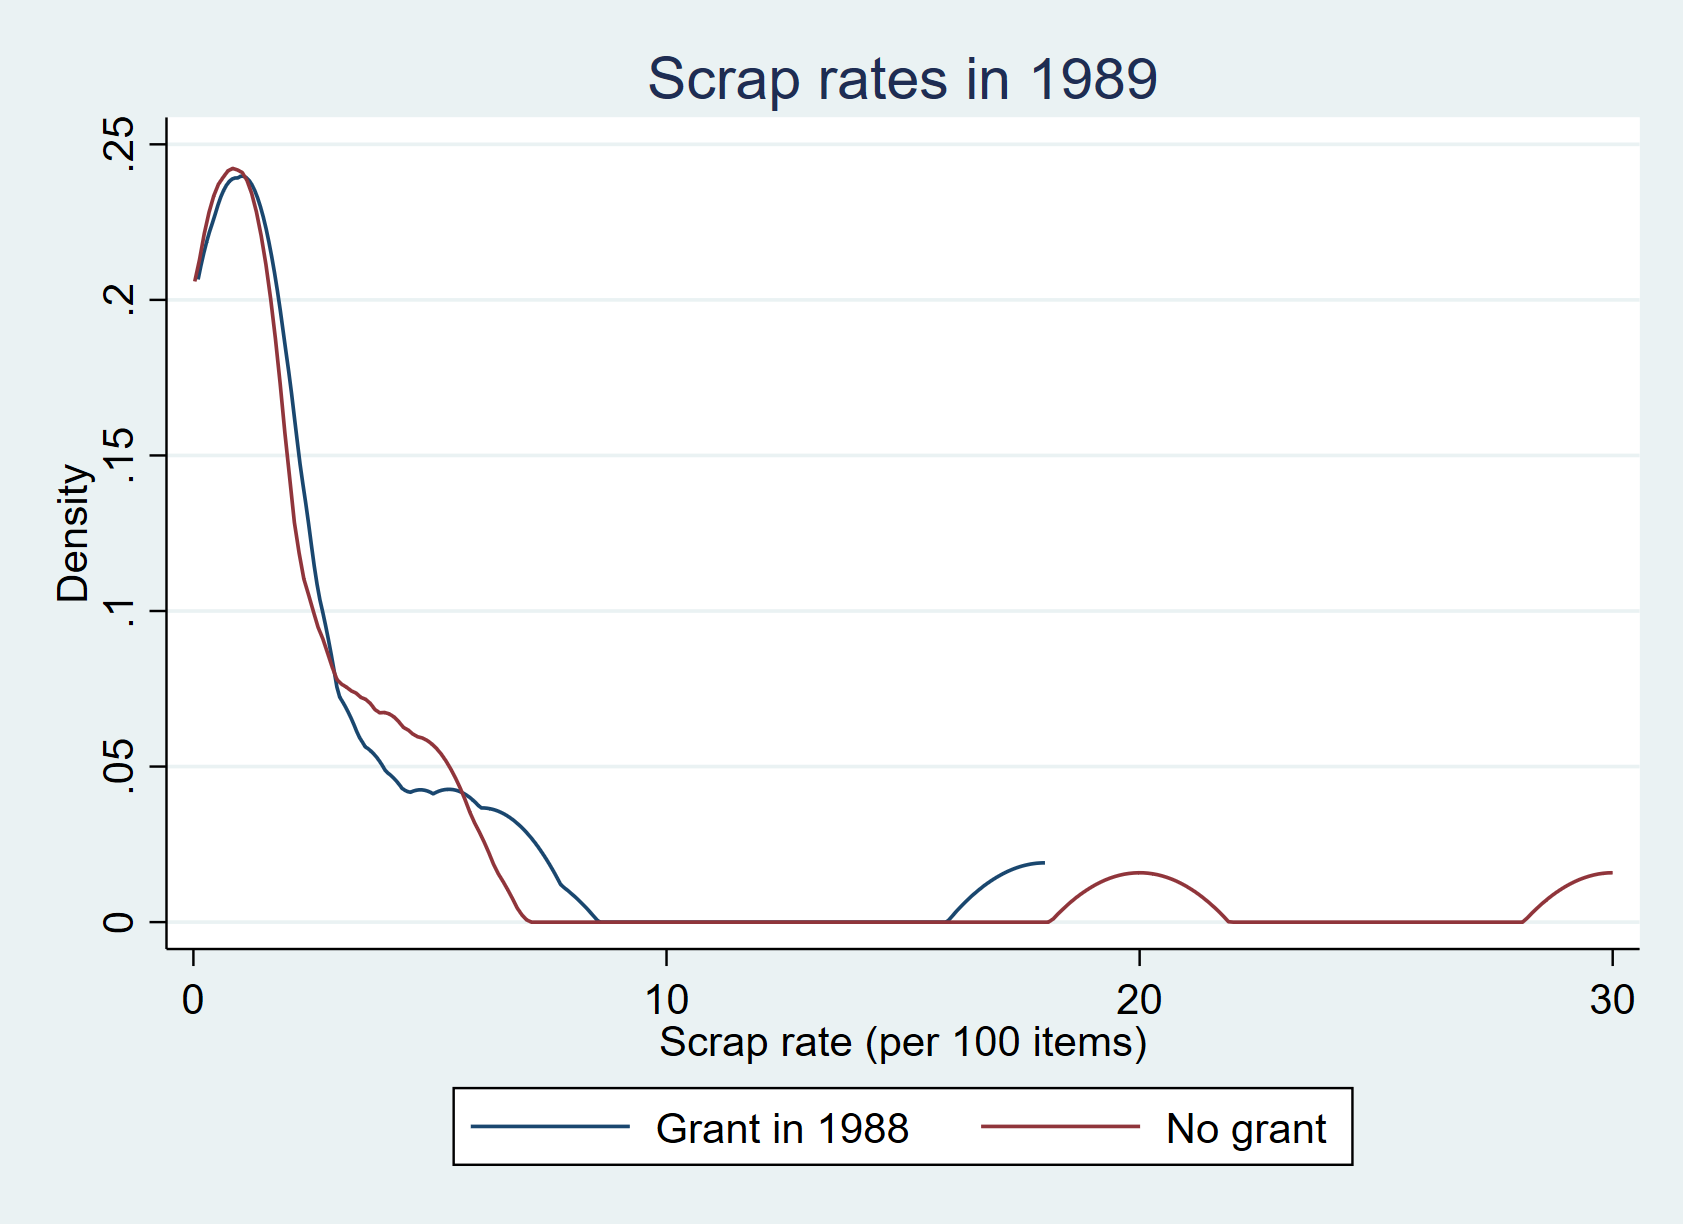 Scrap rates in 1989
Density
.25
.2
.15
.1
.05
0
0 10 20 30
Scrap rate (per 100 items)
Grant in 1988 No grant